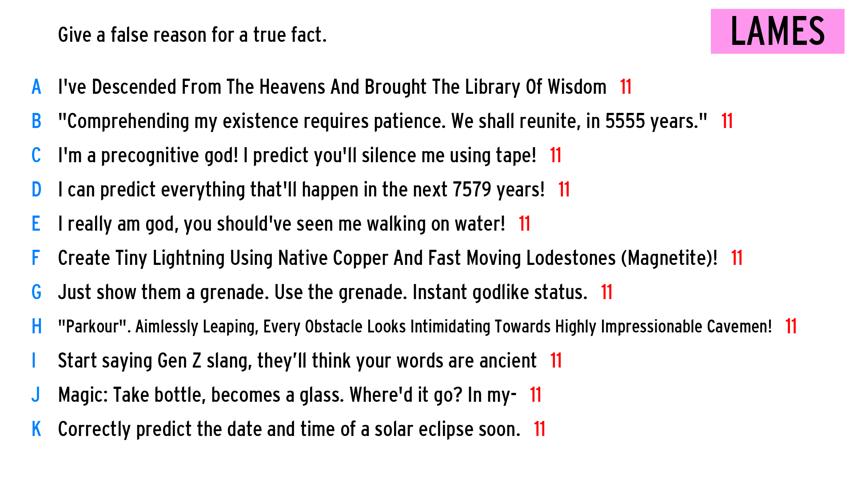 Give a false reason for a true fact.
LAMES
A I've Descended From The Heavens And Brought The Library Of Wisdom 11
B "Comprehending my existence requires patience. We shall reunite, in 5555 years." 11
C I'm a precognitive god! I predict you'll silence me using tape! 11
D I can predict everything that'll happen in the next 7579 years! 11
E I really am god, you should've seen me walking on water! 11
F Create Tiny Lightning Using Native Copper And Fast Moving Lodestones (Magnetite)! 11
G Just show them a grenade. Use the grenade. Instant godlike status. 11
H "Parkour". Aimlessly Leaping, Every Obstacle Looks Intimidating Towards Highly Impressionable Cavemen! 11
I Start saying Gen Z slang, they’ll think your words are ancient 11
J Magic: Take bottle, becomes a glass. Where'd it go? In my- 11
K Correctly predict the date and time of a solar eclipse soon. 11